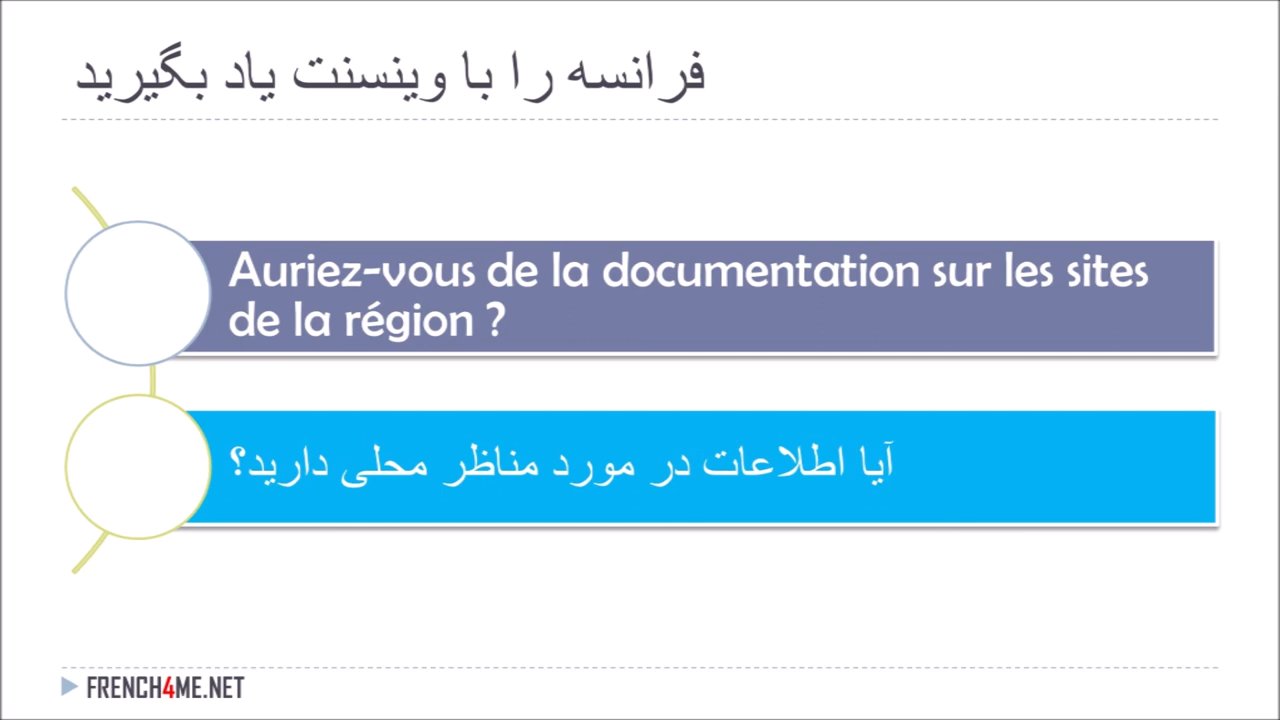 فرانسه را با وینسنت یاد بگیرید
Auriez-vous de la documentation sur les sites
de la région ?
آیا اطلاعات در مورد مناظر محلی دارید؟
FRENCH4ME.NET